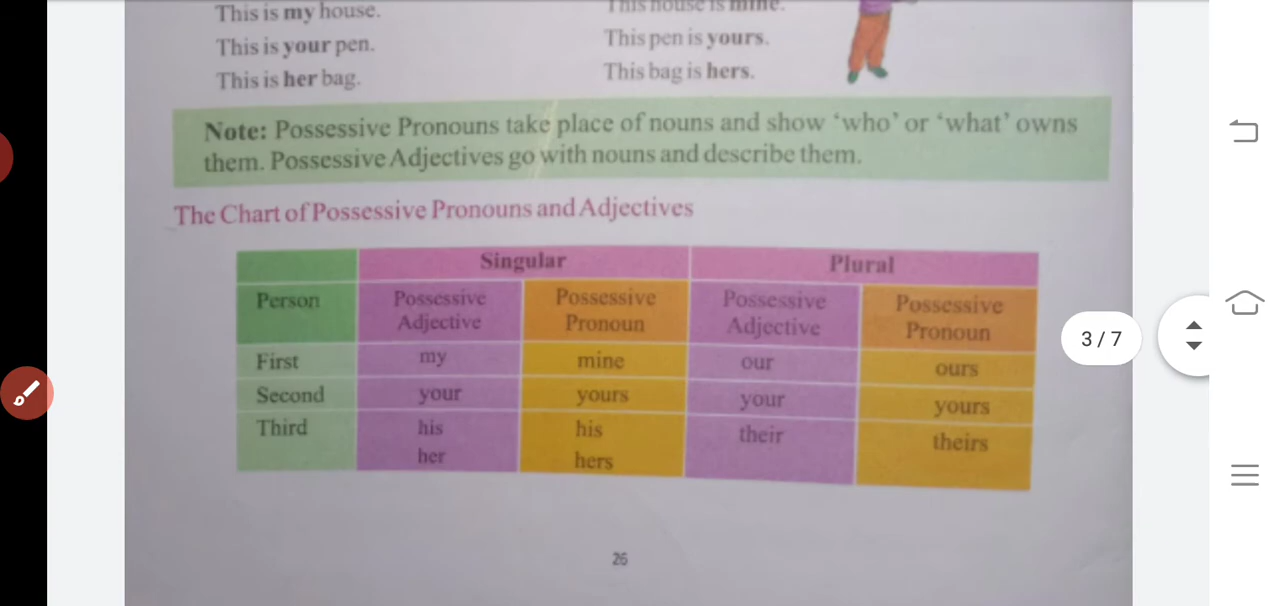 This is my house.
This house is mine.
This is your pen.
This pen is yours.
This is her bag.
This bag is hers.
Note: Possessive Pronouns take place of nouns and show ‘who’ or ‘what’ owns
them. Possessive Adjectives go with nouns and describe them.
The Chart of Possessive Pronouns and Adjectives
Singular Plural
Person Possessive Adjective Possessive Pronoun Possessive Adjective Possessive Pronoun
First my mine our ours
Second your yours your yours
Third his his their theirs
her hers
26
3 / 7